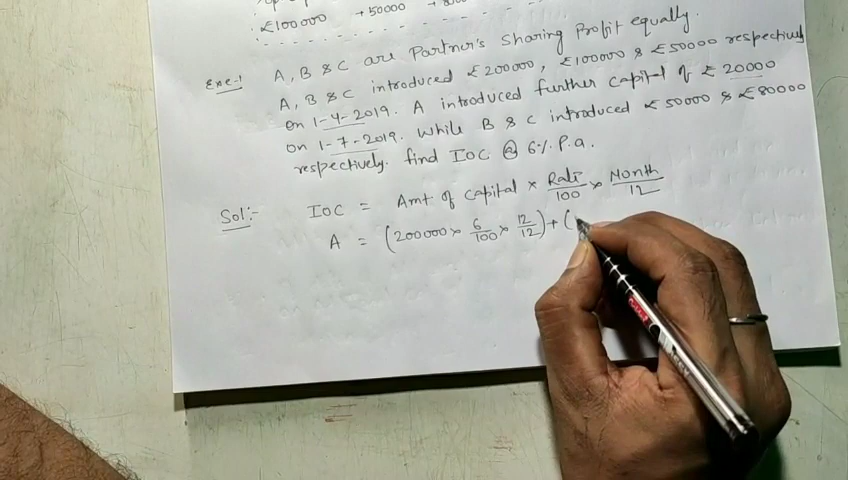 ₹100000 +50000
Exe-1 A, B & C are Partner's Sharing Profit equally.
A, B & C introduced ₹200000, ₹100000 & ₹50000 respectively
on 1-4-2019. A introduced further capital of ₹20000
on 1-7-2019. While B & C introduced ₹50000 & ₹80000
respectively. find IOC @ 6% P.a.
Sol:- IOC = Amt of capital × Rate/100 × Month/12
A = (200000 × 6/100 × 12/12) + (